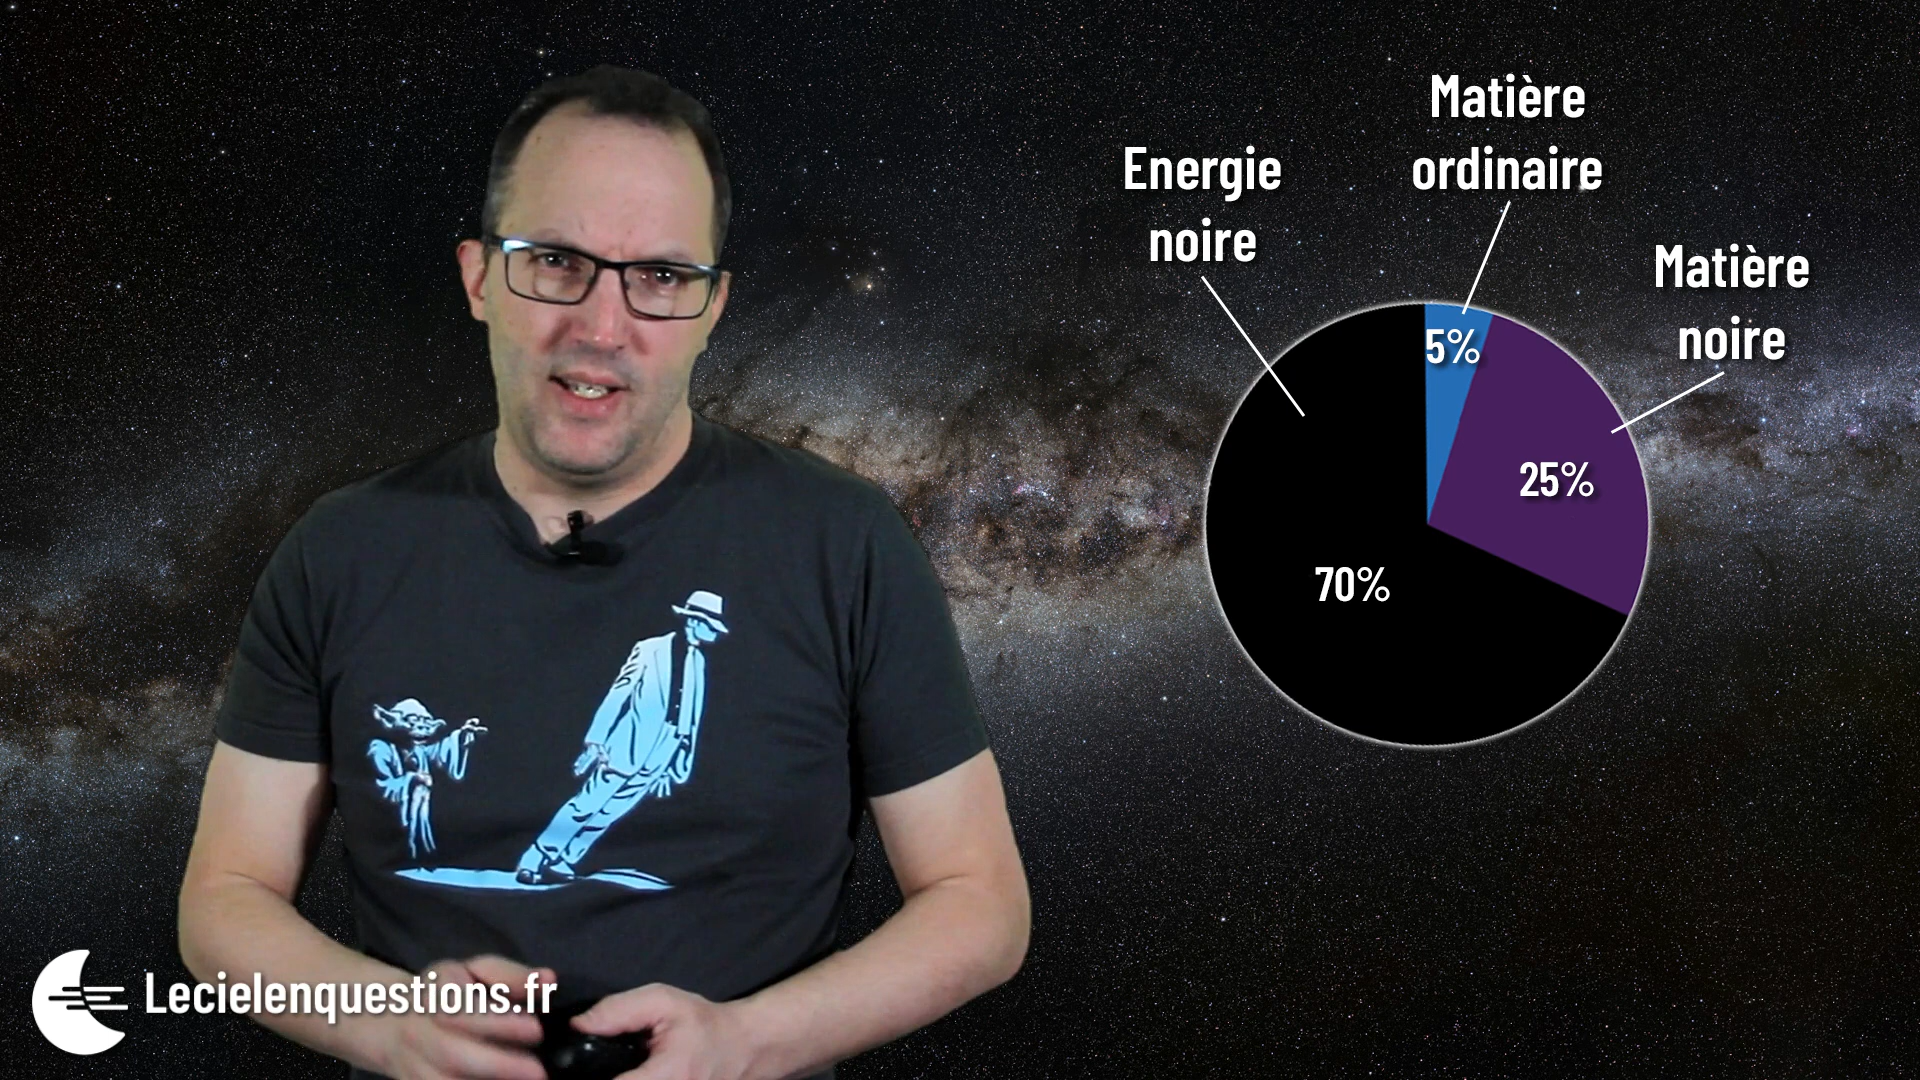 Matière
ordinaire
Energie
noire
Matière
noire
5%
25%
70%
Lecielenquestions.fr